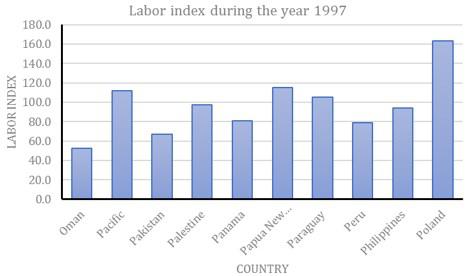 Labor index during the year 1997
LABOR INDEX
180.0
160.0
140.0
120.0
100.0
80.0
60.0
40.0
20.0
0.0
Oman
Pacific
Pakistan
Palestine
Panama
Papua New...
Paraguay
Peru
Philippines
Poland
COUNTRY